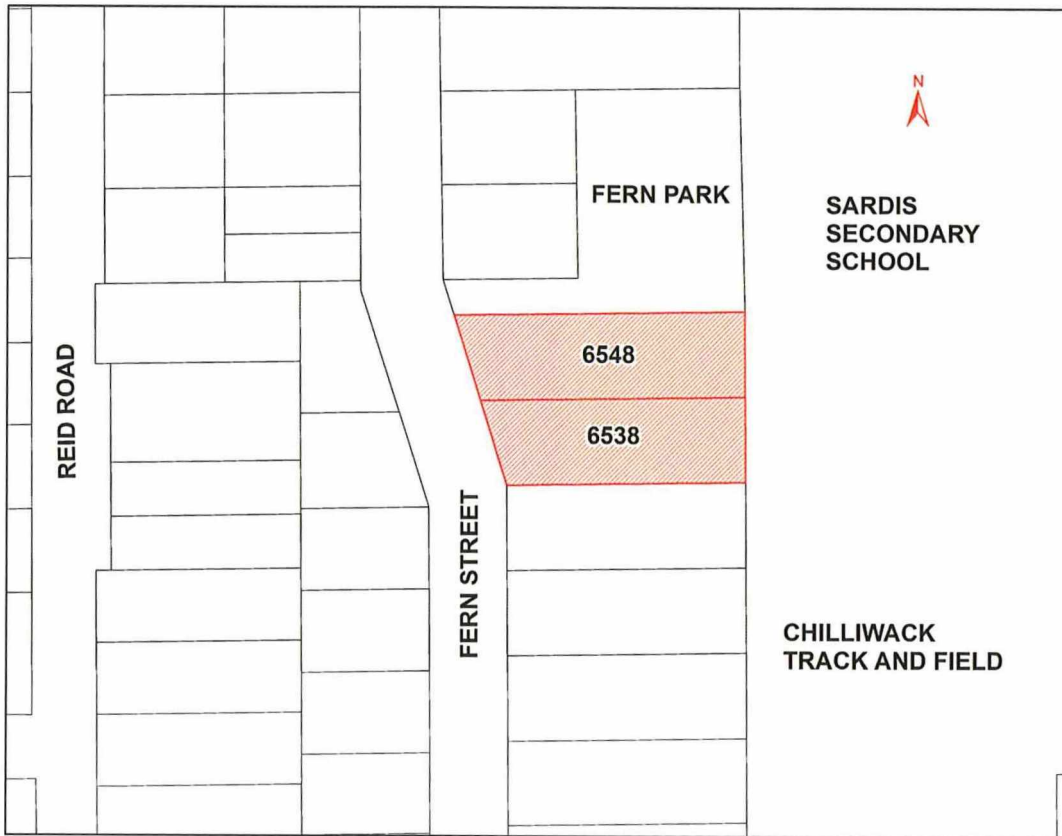 N
FERN PARK
SARDIS
SECONDARY
SCHOOL
6548
REID ROAD
6538
FERN STREET
CHILLIWACK
TRACK AND FIELD